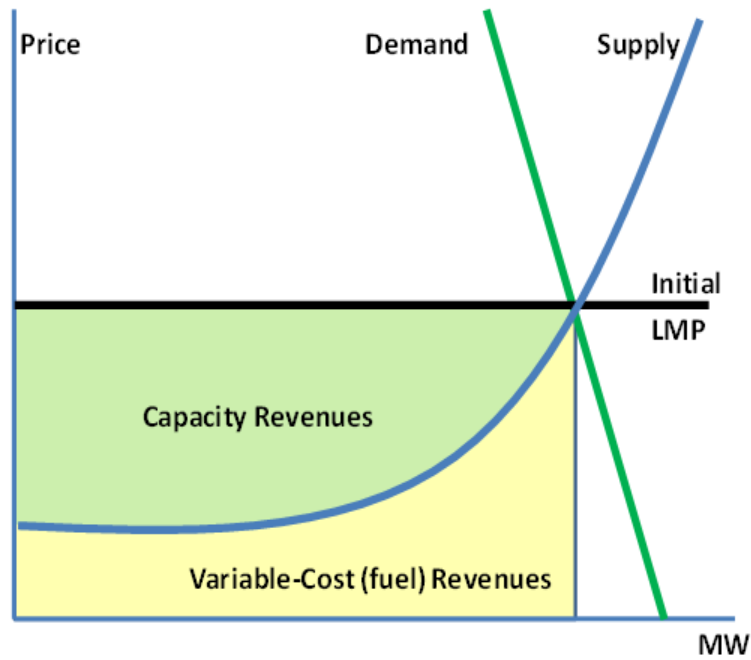 Price
Demand
Supply
Initial
LMP
Capacity Revenues
Variable-Cost (fuel) Revenues
MW